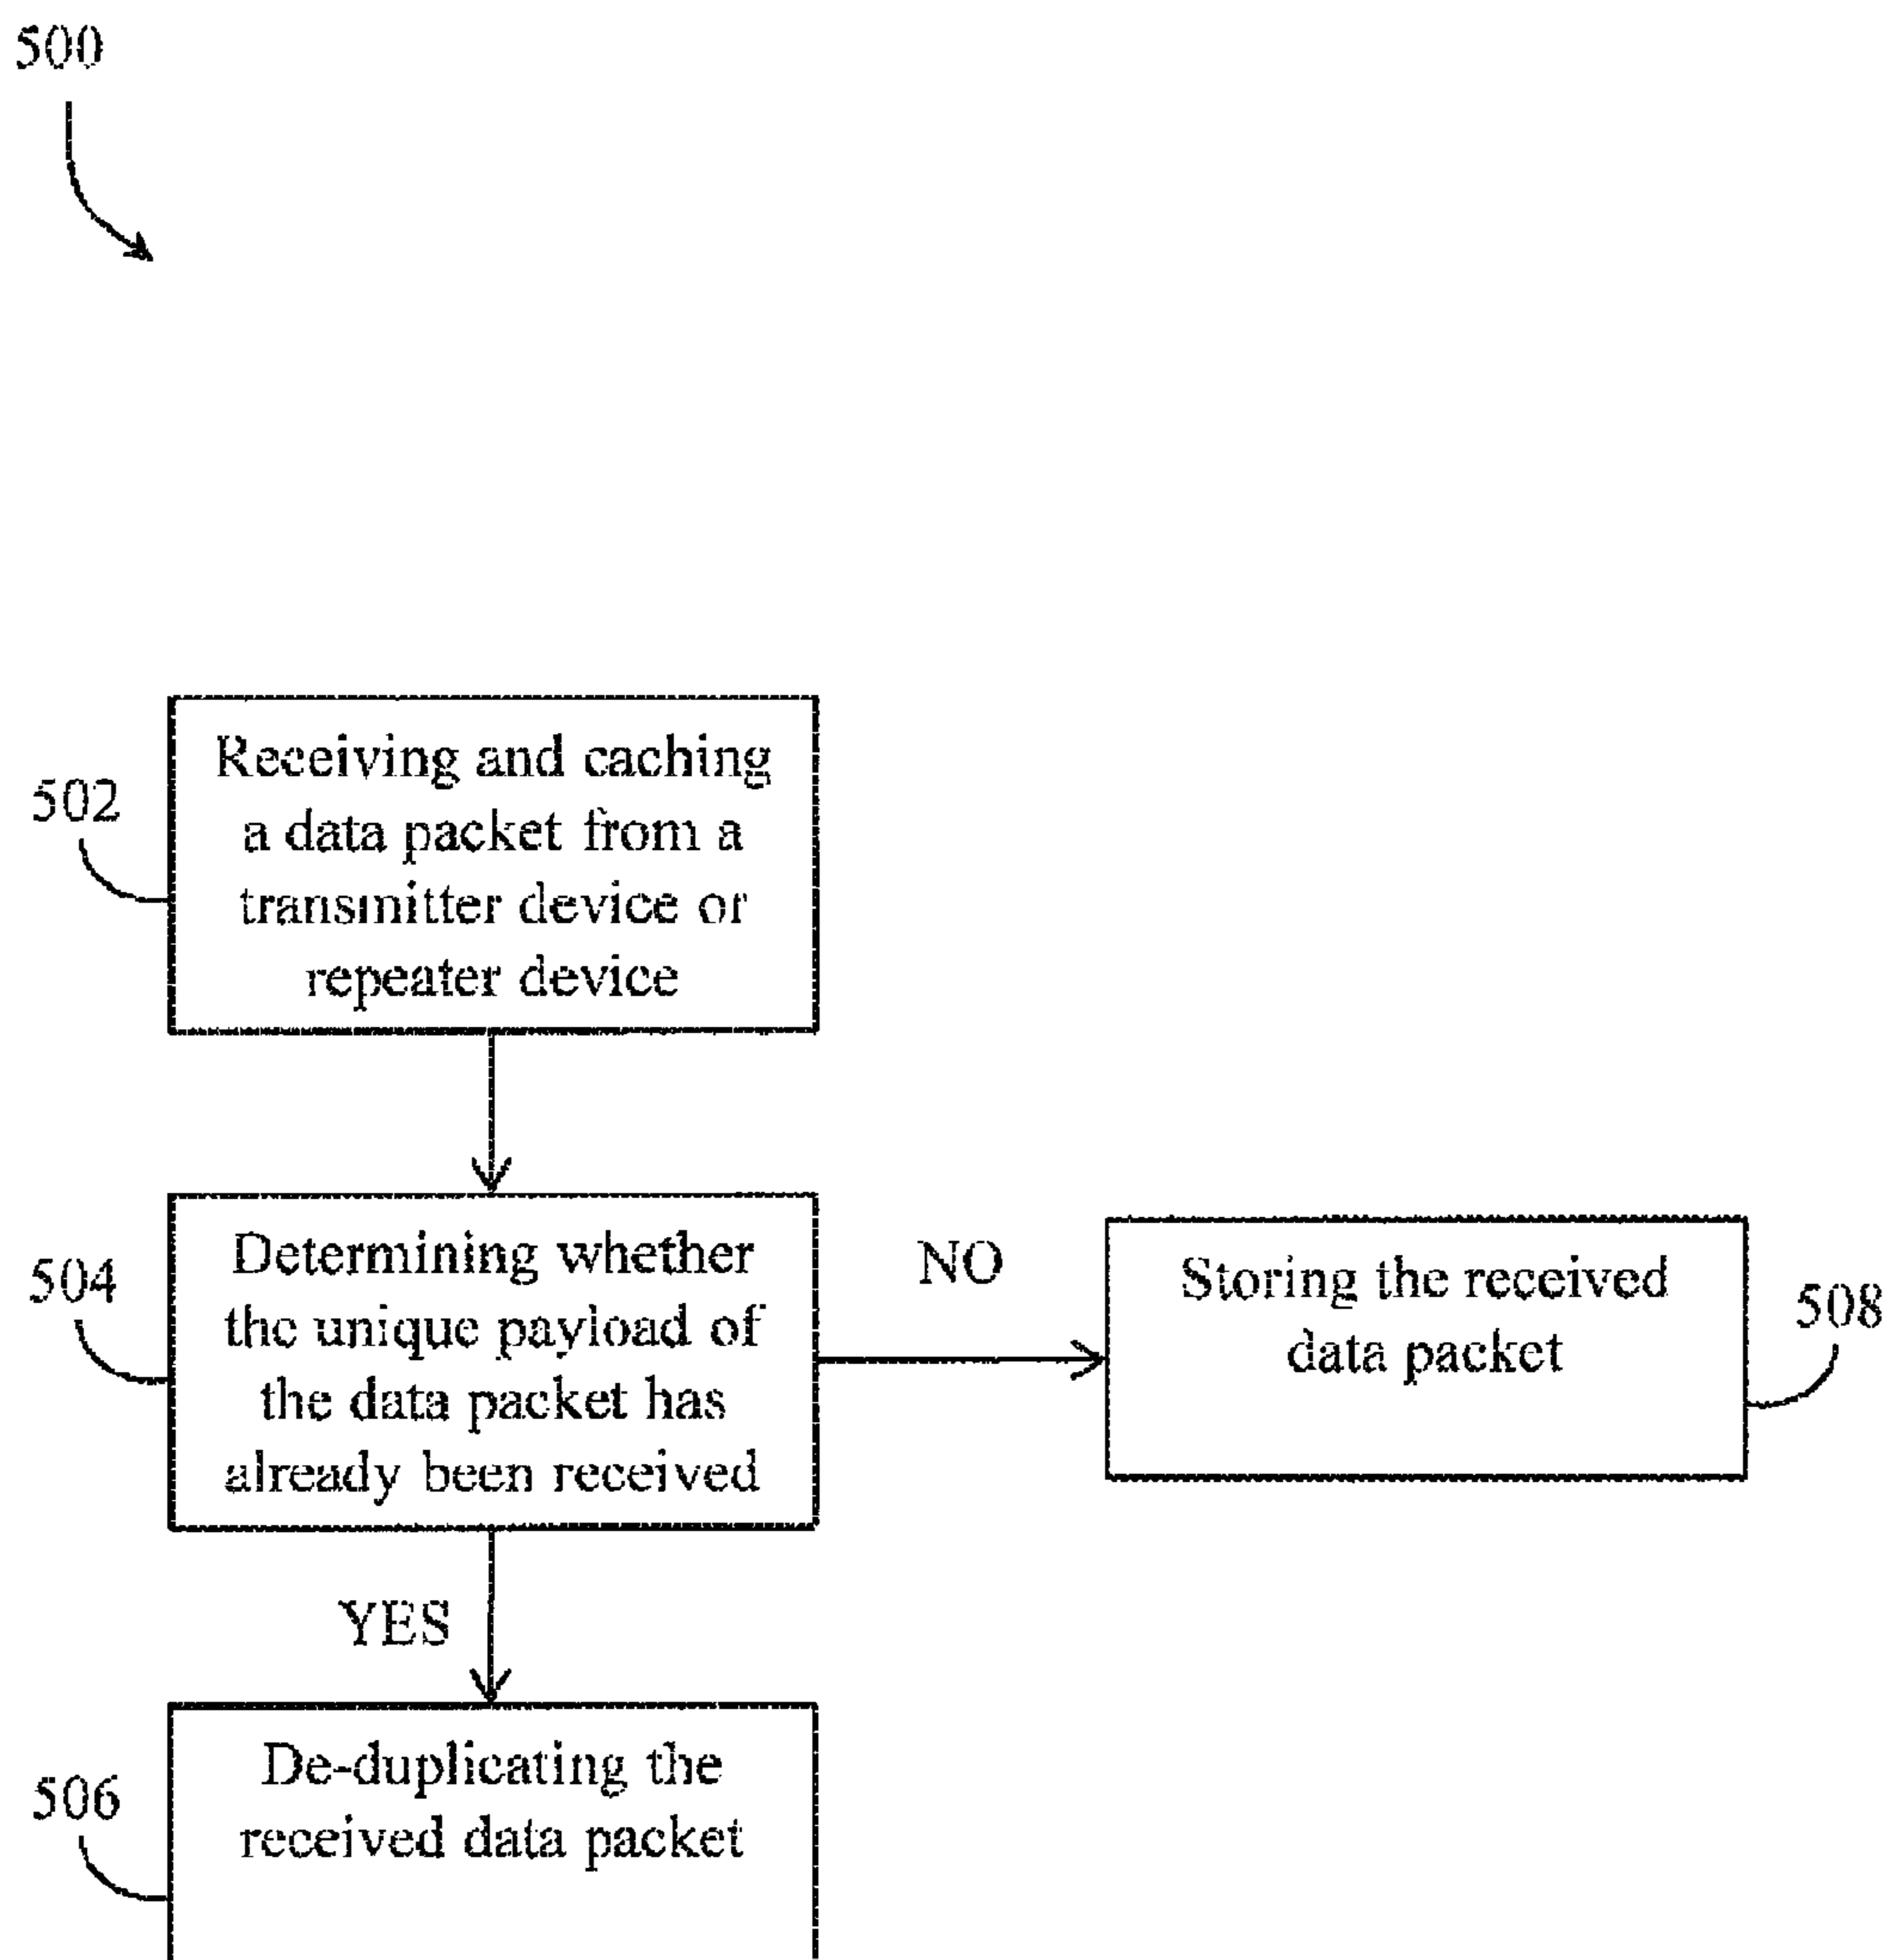 500
502
Receiving and caching
a data packet from a
transmitter device or
repeater device
504
Determining whether
the unique payload of
the data packet has
already been received
NO
Storing the received
data packet
508
YES
506
De-duplicating the
received data packet